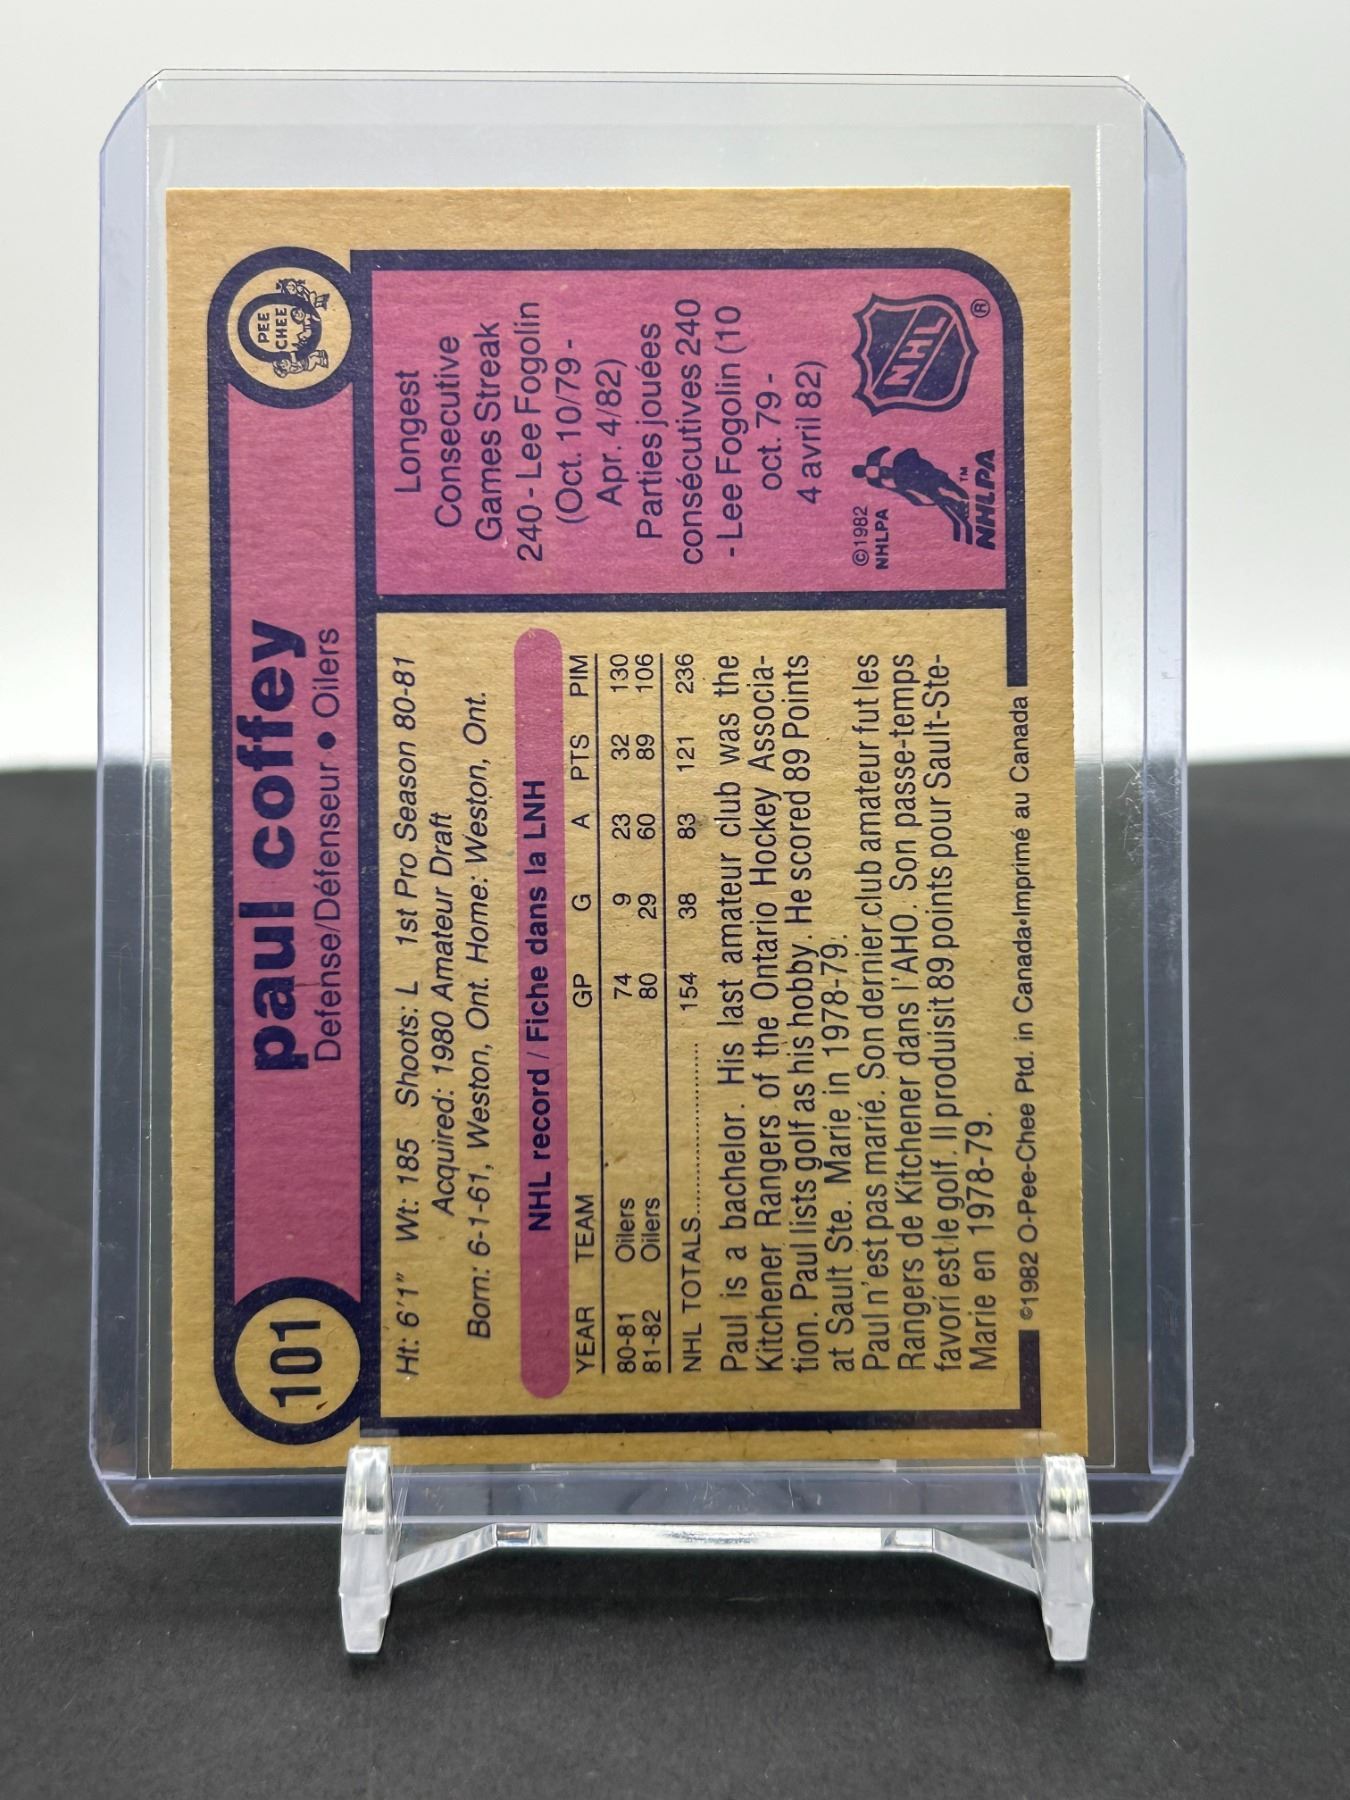 101
paul coffey
Defense/Défenseur • Oilers
O
PEE
CHEE
Ht: 6'1" Wt: 185 Shoots: L 1st Pro Season 80-81
Acquired: 1980 Amateur Draft
Born: 6-1-61, Weston, Ont. Home: Weston, Ont.
NHL record / Fiche dans la LNH
YEAR TEAM GP G A PTS PIM
80-81 Oilers 74 9 23 32 130
81-82 Oilers 80 29 60 89 106
NHL TOTALS.................... 154 38 83 121 236
Paul is a bachelor. His last amateur club was the
Kitchener Rangers of the Ontario Hockey Associa-
tion. Paul lists golf as his hobby. He scored 89 Points
at Sault Ste. Marie in 1978-79.
Paul n'est pas marié. Son dernier club amateur fut les
Rangers de Kitchener dans l'AHO. Son passe-temps
favori est le golf. Il produisit 89 points pour Sault-Ste-
Marie en 1978-79.
©1982 O-Pee-Chee Ptd. in Canada•Imprimé au Canada
Longest
Consecutive
Games Streak
240 - Lee Fogolin
(Oct. 10/79 -
Apr. 4/82)
Parties jouées
consécutives 240
- Lee Fogolin (10
oct. 79 -
4 avril 82)
©1982
NHLPA
TM
NHLPA
NHL
®